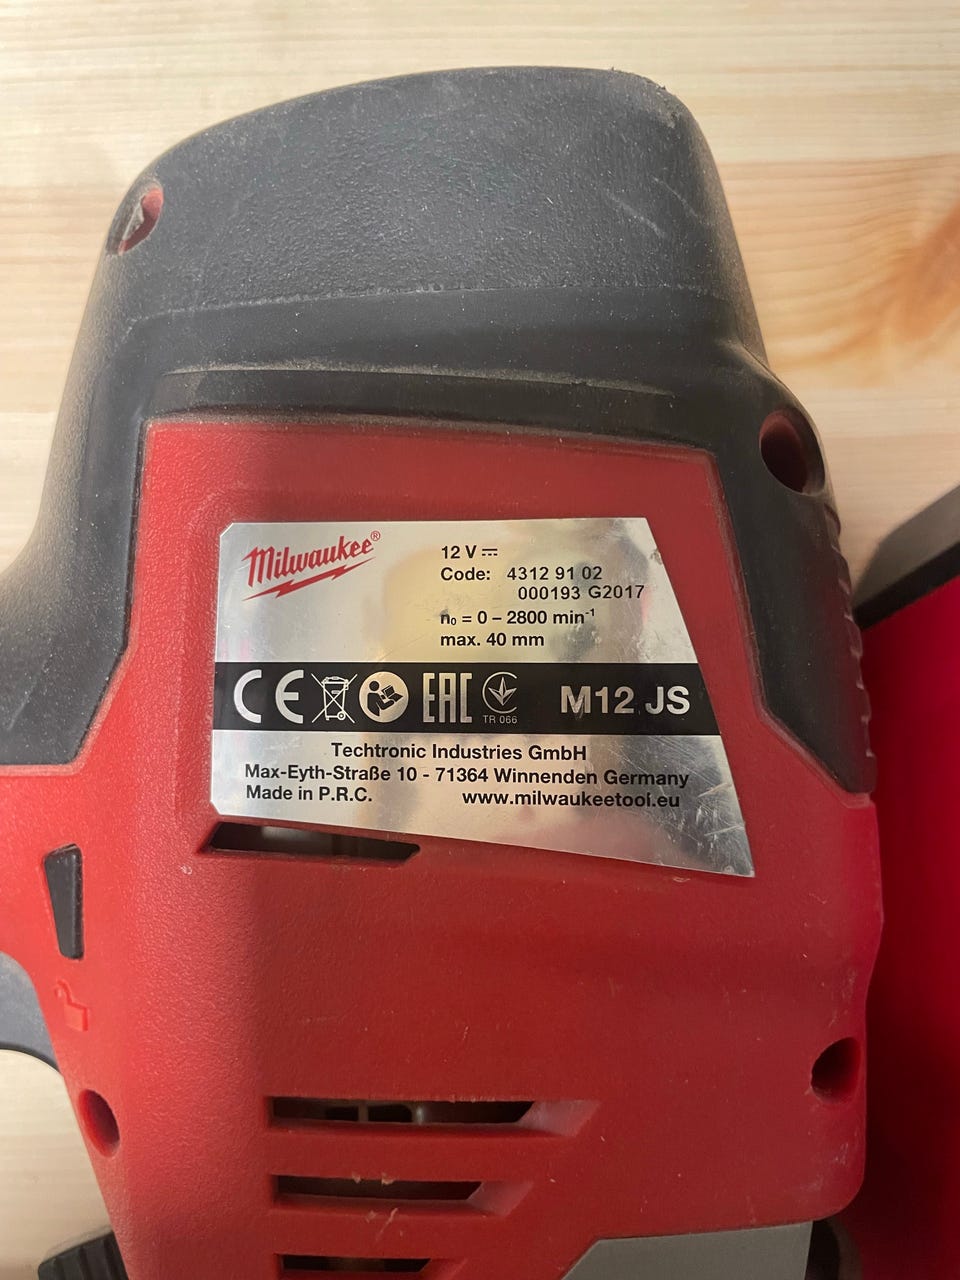 Milwaukee®
12 V ⎓
Code: 4312 91 02
000193 G2017
n₀ = 0 – 2800 min⁻¹
max. 40 mm
CE EAC TR 066 M12 JS
Techtronic Industries GmbH
Max-Eyth-Straße 10 - 71364 Winnenden Germany
Made in P.R.C. www.milwaukeetool.eu